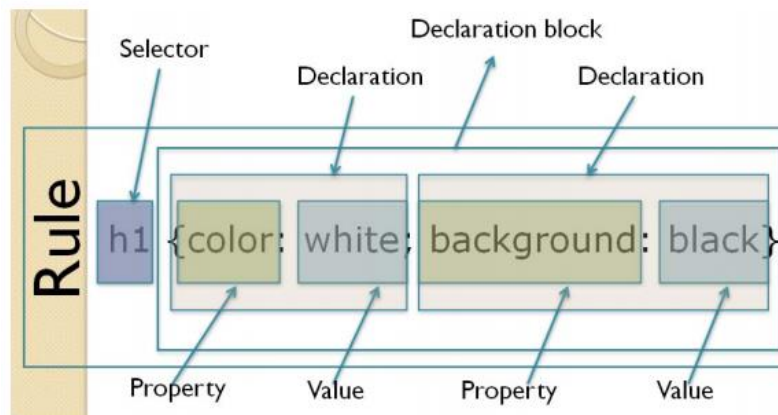 Declaration block
Selector
Declaration
Declaration
Rule
h1 {color: white; background: black}
Property
Value
Property
Value